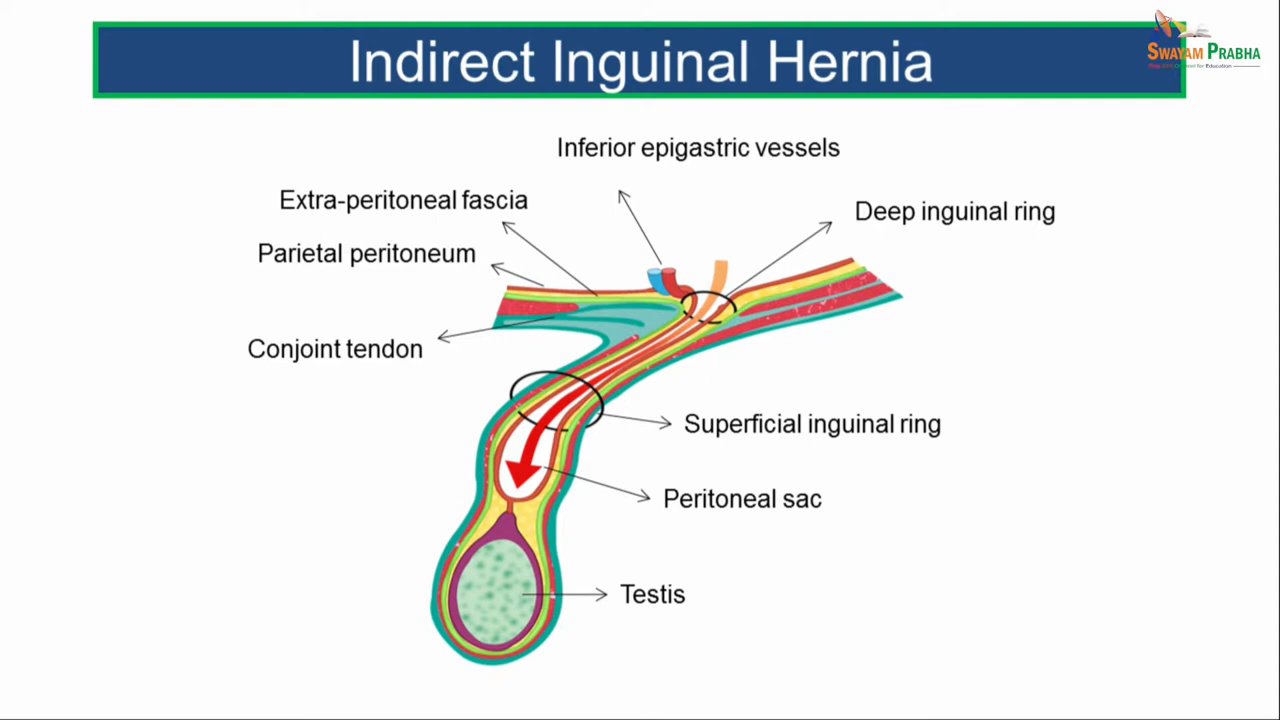 Indirect Inguinal Hernia
SWAYAM PRABHA
Inferior epigastric vessels
Extra-peritoneal fascia
Deep inguinal ring
Parietal peritoneum
Conjoint tendon
Superficial inguinal ring
Peritoneal sac
Testis